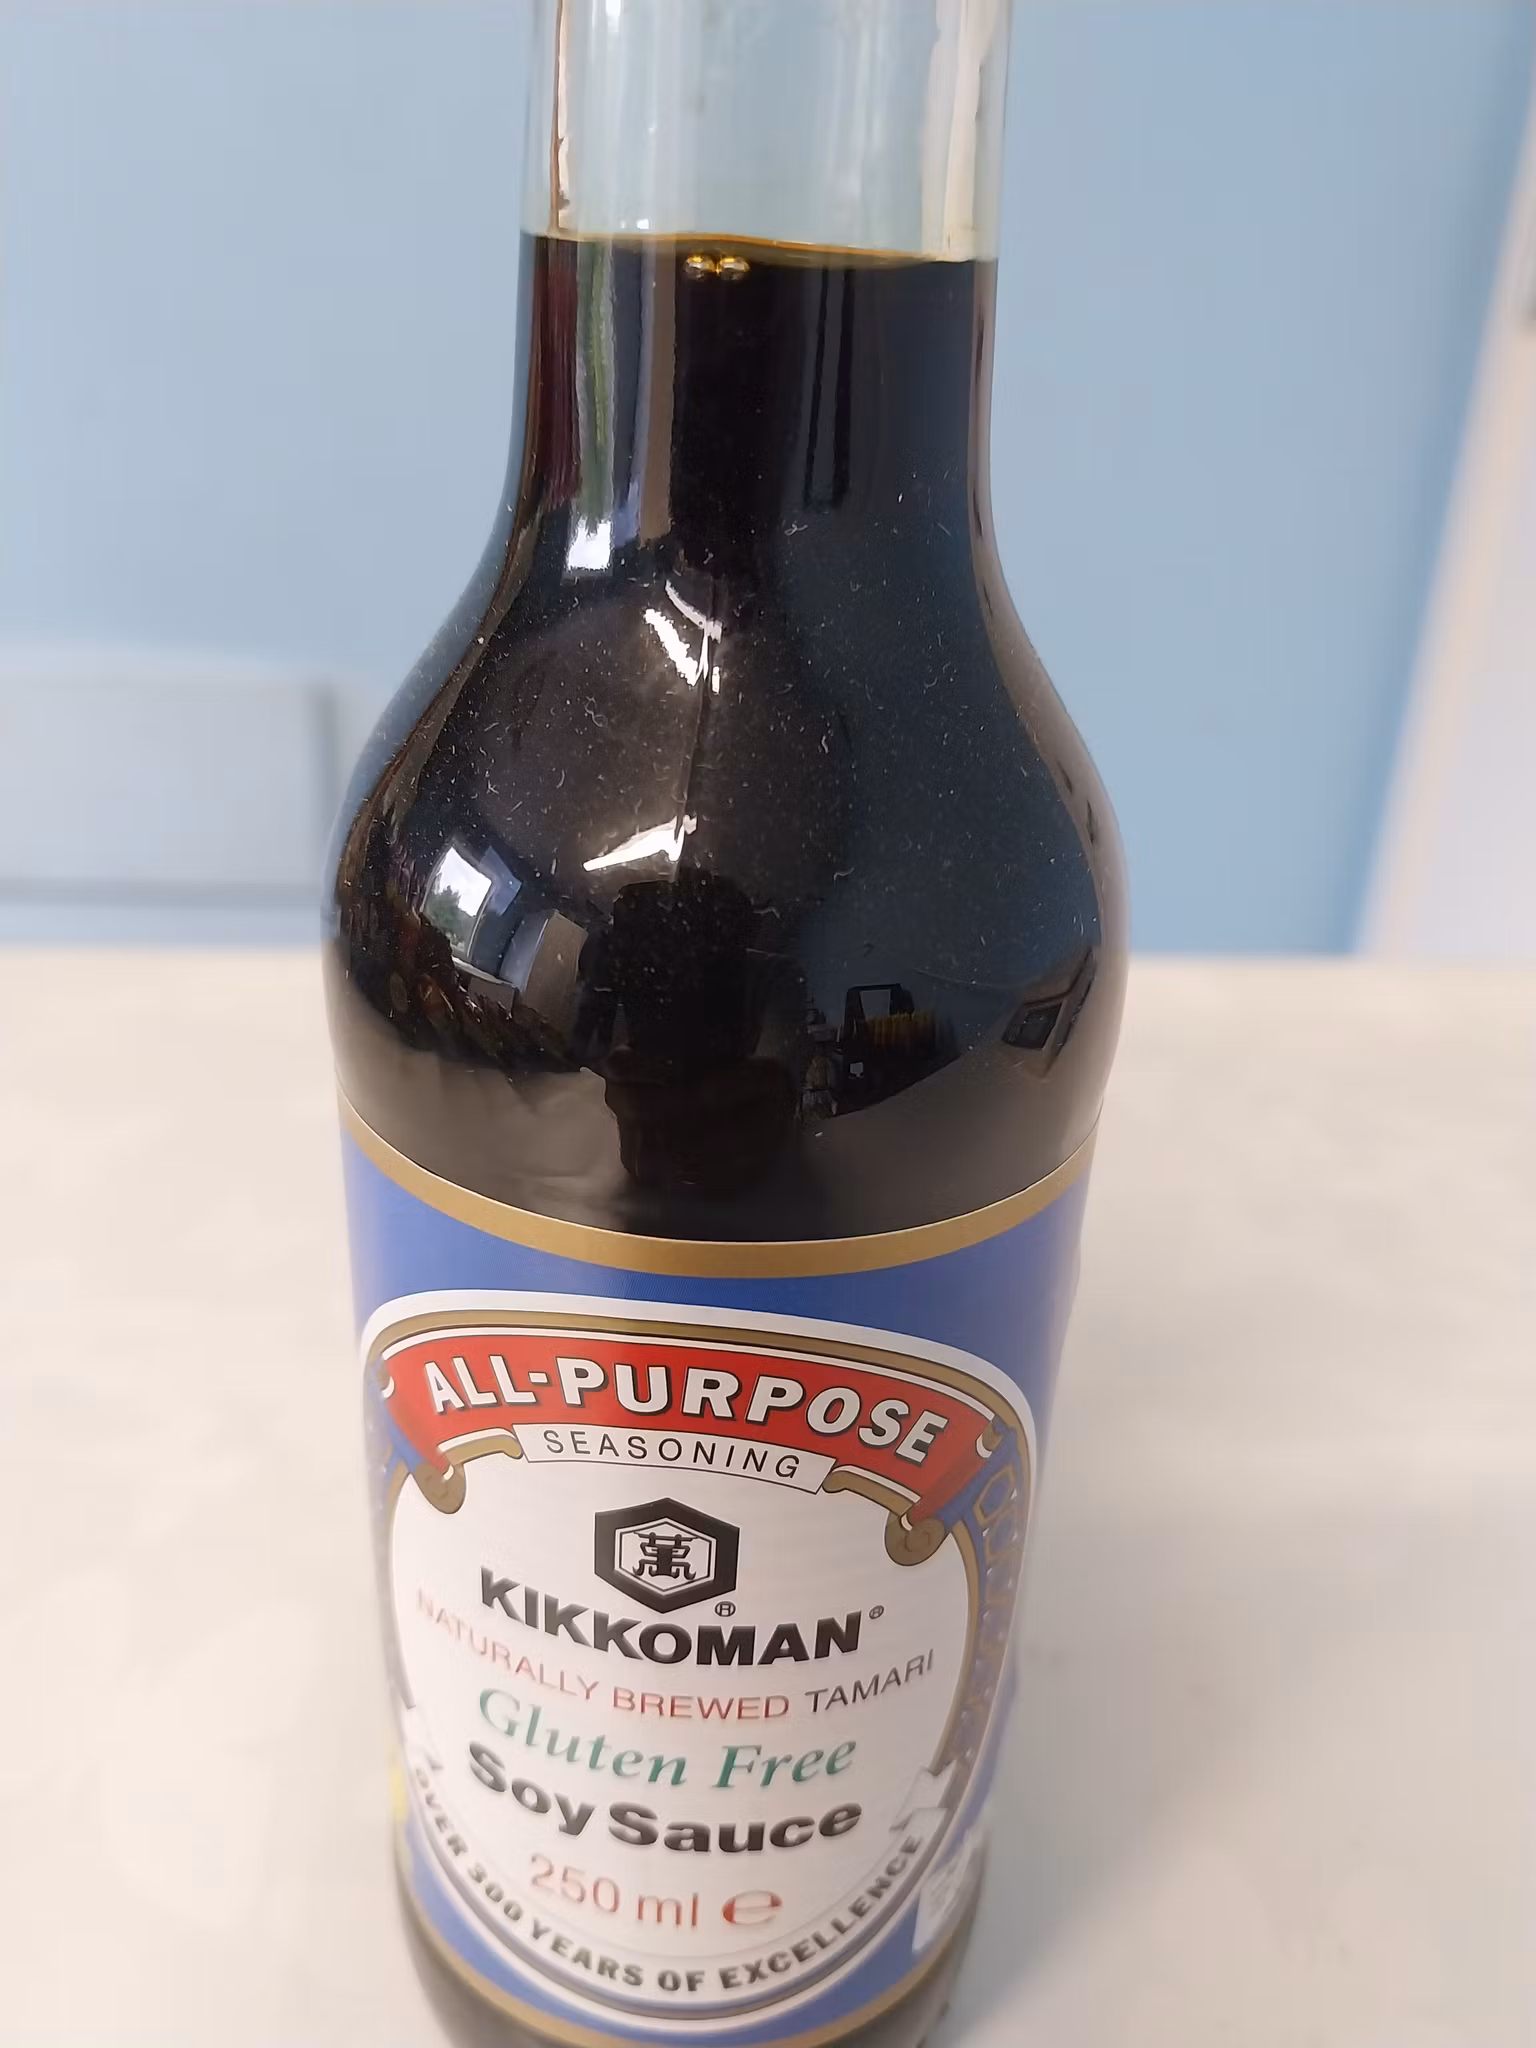 ALL-PURPOSE
SEASONING
萬
®
KIKKOMAN®
NATURALLY BREWED TAMARI
Gluten Free
Soy Sauce
250 ml ℮
OVER 300 YEARS OF EXCELLENCE